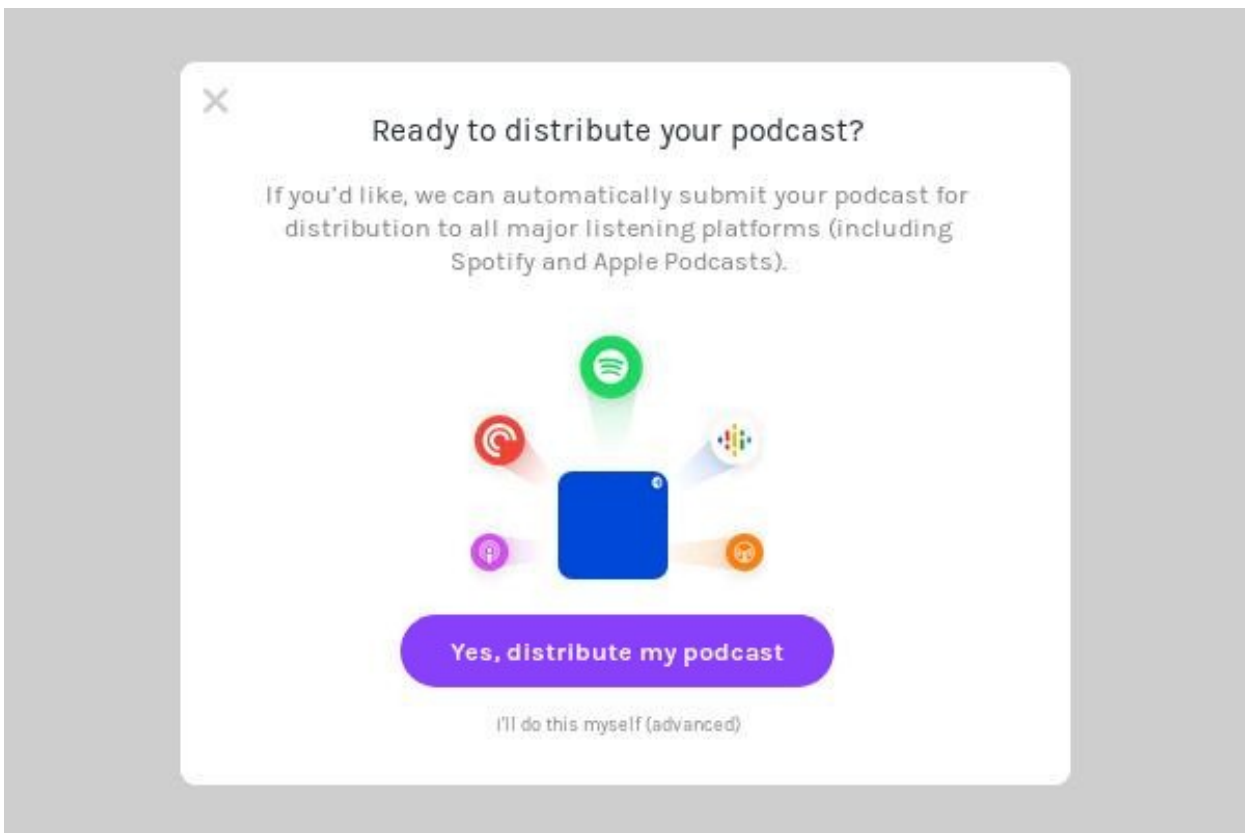 Ready to distribute your podcast?
If you'd like, we can automatically submit your podcast for
distribution to all major listening platforms (including
Spotify and Apple Podcasts).
Yes, distribute my podcast
I'll do this myself (advanced)